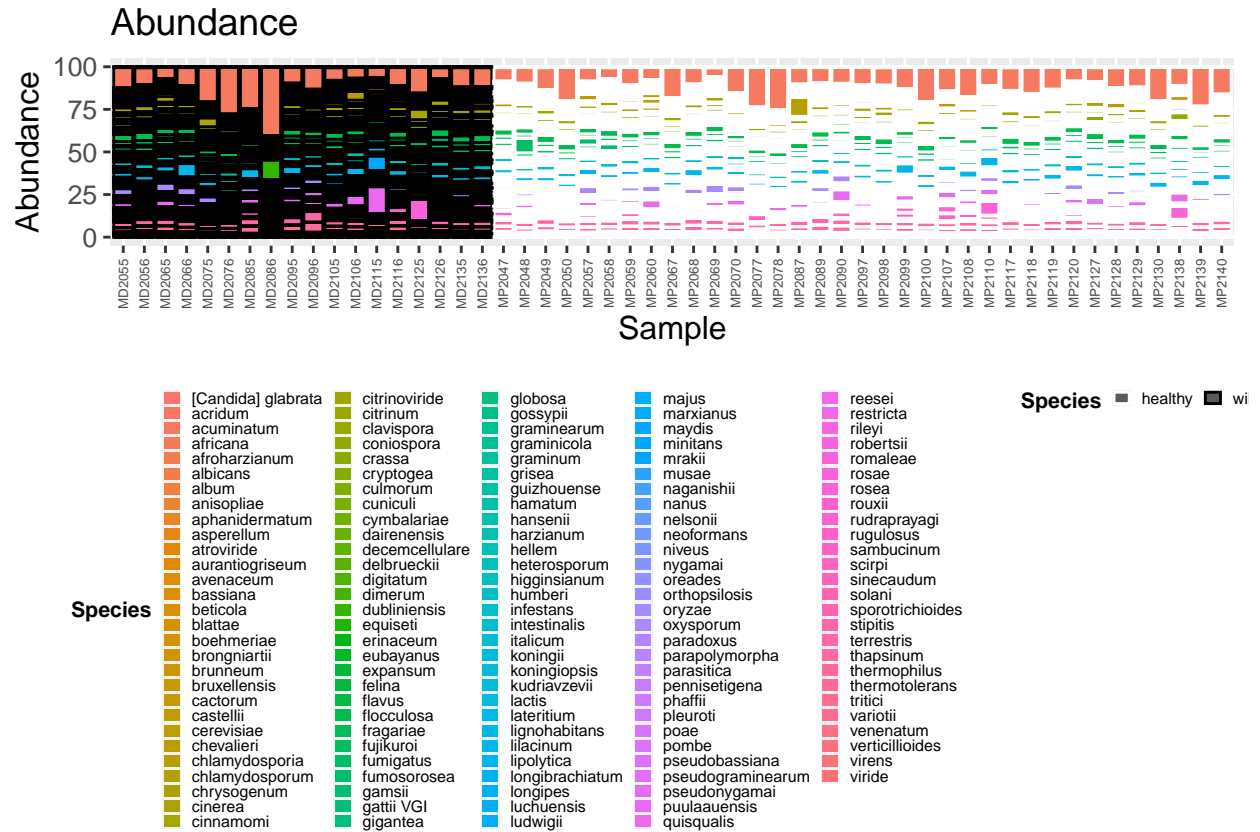 Abundance
Abundance
100
75
50
25
0
MD2055
MD2056
MD2065
MD2066
MD2075
MD2076
MD2085
MD2086
MD2095
MD2096
MD2105
MD2106
MD2115
MD2116
MD2125
MD2126
MD2135
MD2136
MP2047
MP2048
MP2049
MP2050
MP2057
MP2058
MP2059
MP2060
MP2067
MP2068
MP2069
MP2070
MP2077
MP2078
MP2087
MP2089
MP2090
MP2097
MP2099
MP2100
MP2107
MP2108
MP2110
MP2117
MP2118
MP2119
MP2120
MP2127
MP2128
MP2129
MP2130
MP2138
MP2139
MP2140
Sample
Species
[Candida] glabrata
acridum
acuminatum
africana
afroharzianum
albicans
album
anisopliae
aphanidermatum
asperellum
atroviride
aurantiogriseum
avenaceum
bassiana
beticola
blattae
boehmeriae
brongniartii
brunneum
bruxellensis
cactorum
castellii
cerevisiae
chevalieri
chlamydosporia
chlamydosporum
chrysogenum
cinerea
cinnamomi
citrinoviride
citrinum
clavispora
coniospora
crassa
cryptogea
culmorum
cuniculi
cymbalariae
dairenensis
decemcellulare
delbrueckii
digitatum
dimerum
dubliniensis
equiseti
erinaceum
eubayanus
expansum
felina
flavus
flocculosa
fragariae
fujikuroi
fumigatus
fumosorosea
gamsii
gattii VGI
gigantea
globosa
gossypii
graminearum
graminicola
graminum
grisea
guizhouense
hamatum
hansenii
harzianum
hellem
heterosporum
higginsianum
humberi
infestans
intestinalis
italicum
koningii
koningiopsis
kudriavzevii
lactis
lateritium
lignohabitans
lilacinum
lipolytica
longibrachiatum
longipes
luchuensis
ludwigii
majus
marxianus
maydis
minitans
mrakii
musae
naganishii
nanus
nelsonii
neoformans
niveus
nygamai
oreades
orthopsilosis
oryzae
oxysporum
paradoxus
parapolymorpha
parasitica
pennisetigena
phaffii
pleuroti
poae
pombe
pseudobassiana
pseudograminearum
pseudonygamai
puulaauensis
quisqualis
reesei
restricta
rileyi
robertsii
romaleae
rosae
rosea
rouxii
rudraprayagi
rugulosus
sambucinum
scirpi
sinecaudum
solani
sporotrichioides
stipitis
terrestris
thapsinum
thermophilus
thermotolerans
tritici
variotii
venenatum
verticillioides
virens
viride
Species
healthy
wi